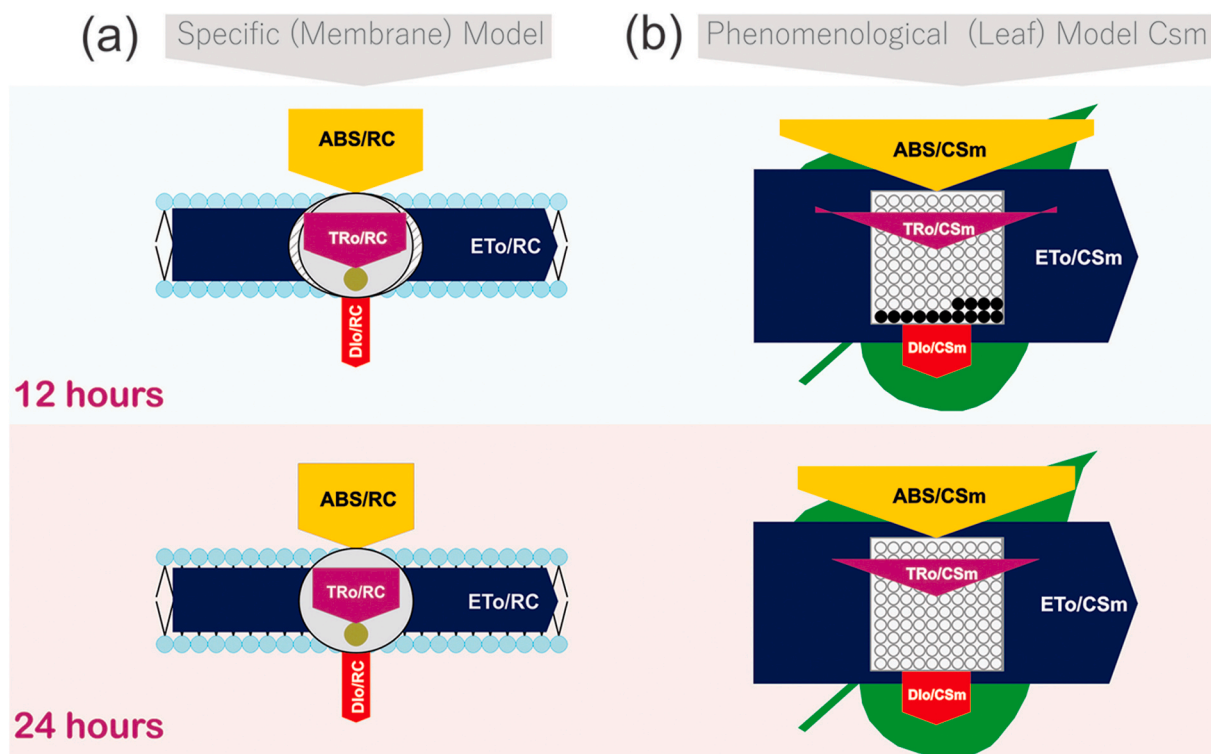 (a) Specific (Membrane) Model
(b) Phenomenological (Leaf) Model Csm
ABS/RC
TRo/RC
ETo/RC
DIo/RC
ABS/CSm
TRo/CSm
ETo/CSm
DIo/CSm
12 hours
ABS/RC
TRo/RC
ETo/RC
DIo/RC
ABS/CSm
TRo/CSm
ETo/CSm
DIo/CSm
24 hours